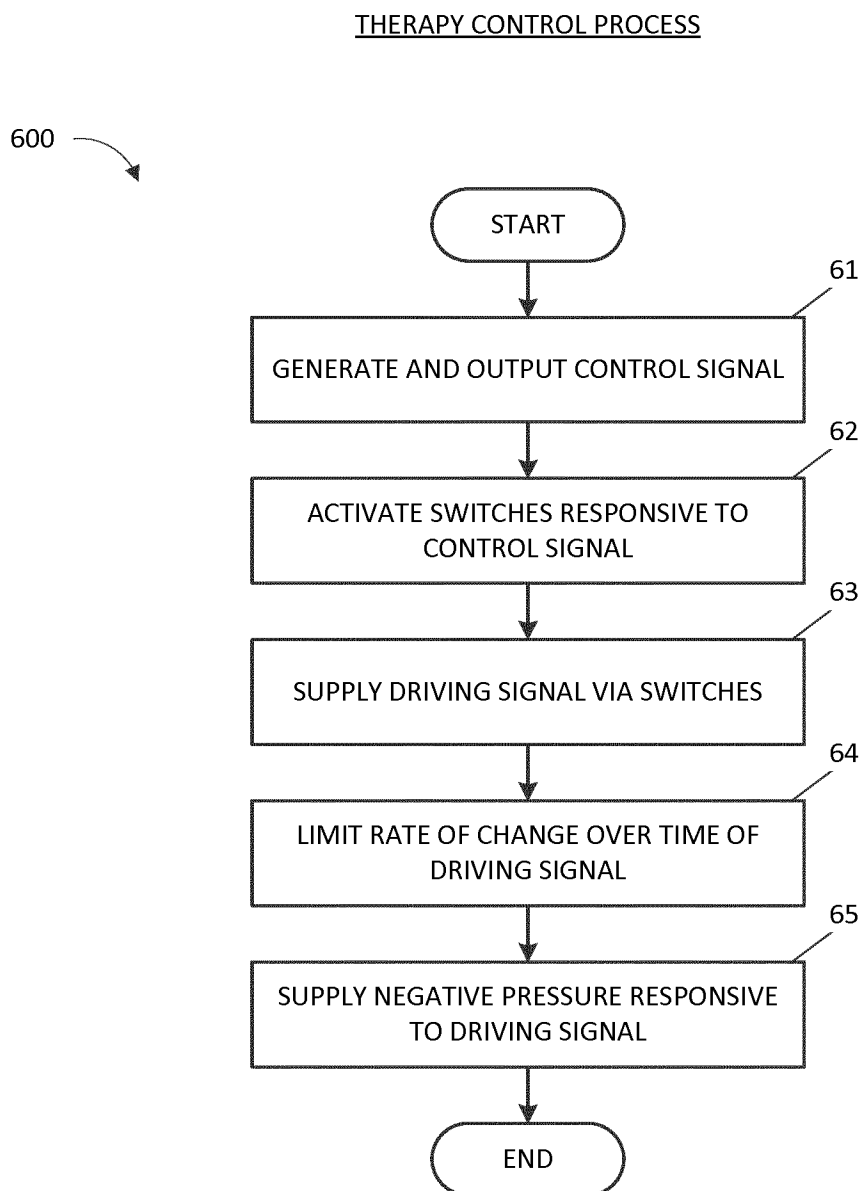 THERAPY CONTROL PROCESS
600
START
61
GENERATE AND OUTPUT CONTROL SIGNAL
62
ACTIVATE SWITCHES RESPONSIVE TO
CONTROL SIGNAL
63
SUPPLY DRIVING SIGNAL VIA SWITCHES
64
LIMIT RATE OF CHANGE OVER TIME OF
DRIVING SIGNAL
65
SUPPLY NEGATIVE PRESSURE RESPONSIVE
TO DRIVING SIGNAL
END